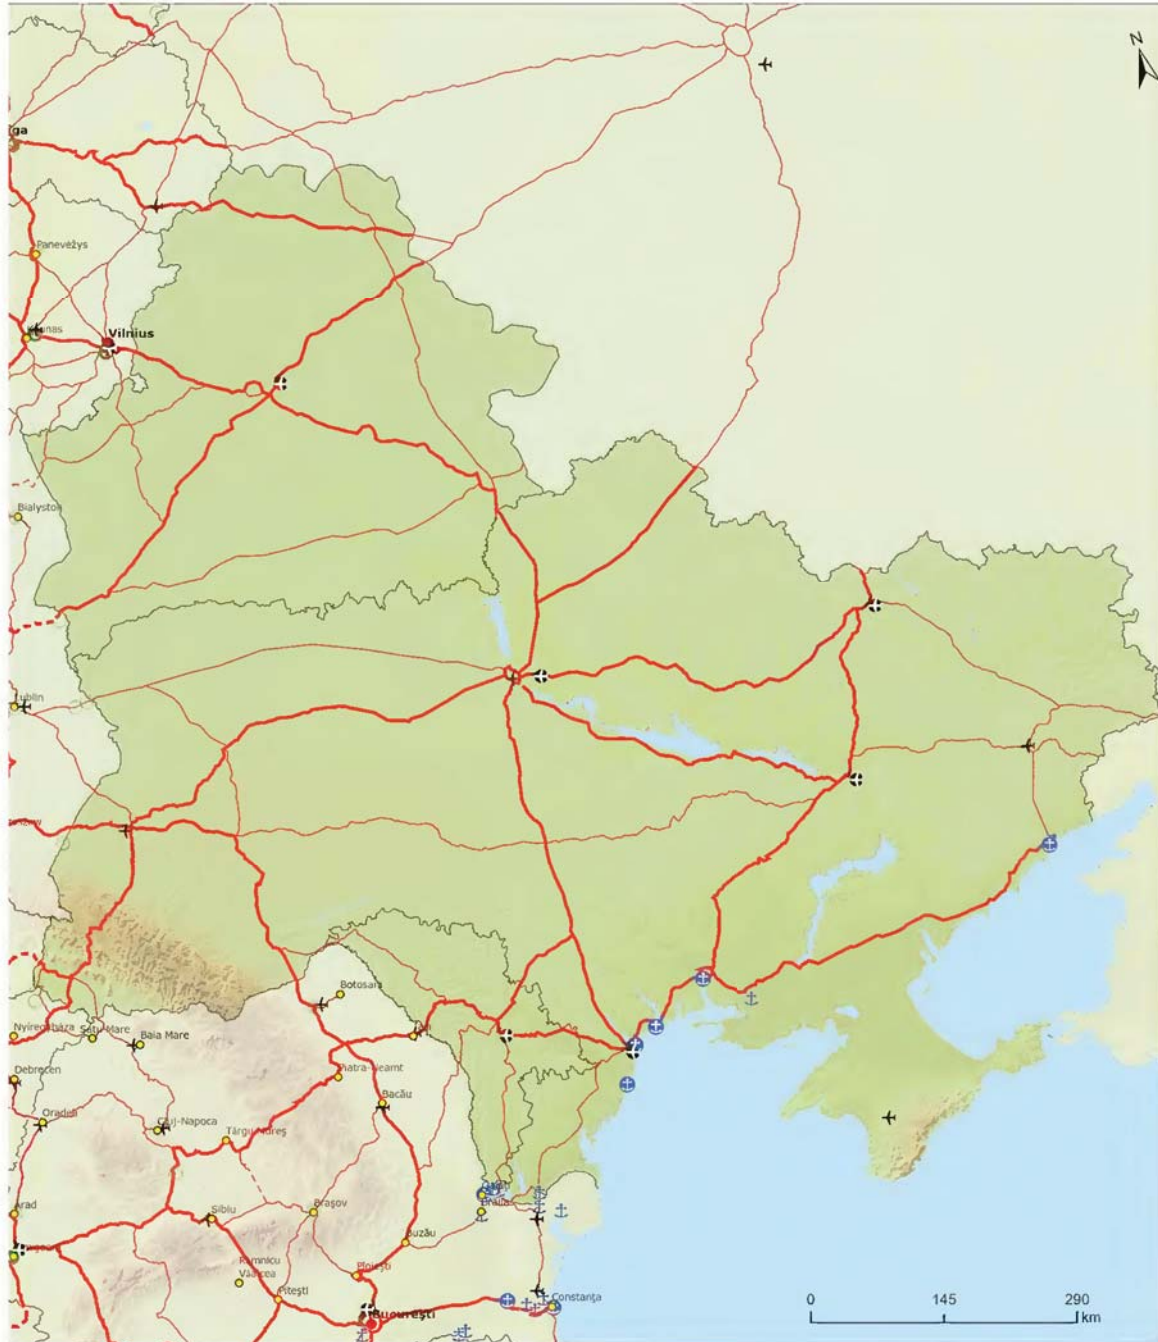 N
ga
Panevėžys
Vilnius
Bialystok
Lublin
Botosani
Nyíregyháza
Satu-Mare
Baia Mare
Debrecen
Piatra-Neamt
Bacău
Oradea
Cluj-Napoca
Târgu-Mureş
Arad
Sibiu
Braşov
Buzău
Râmnicu
Vâlcea
Ploieşti
Piteşti
Constanţa
Bucureşti
0 145 290
km